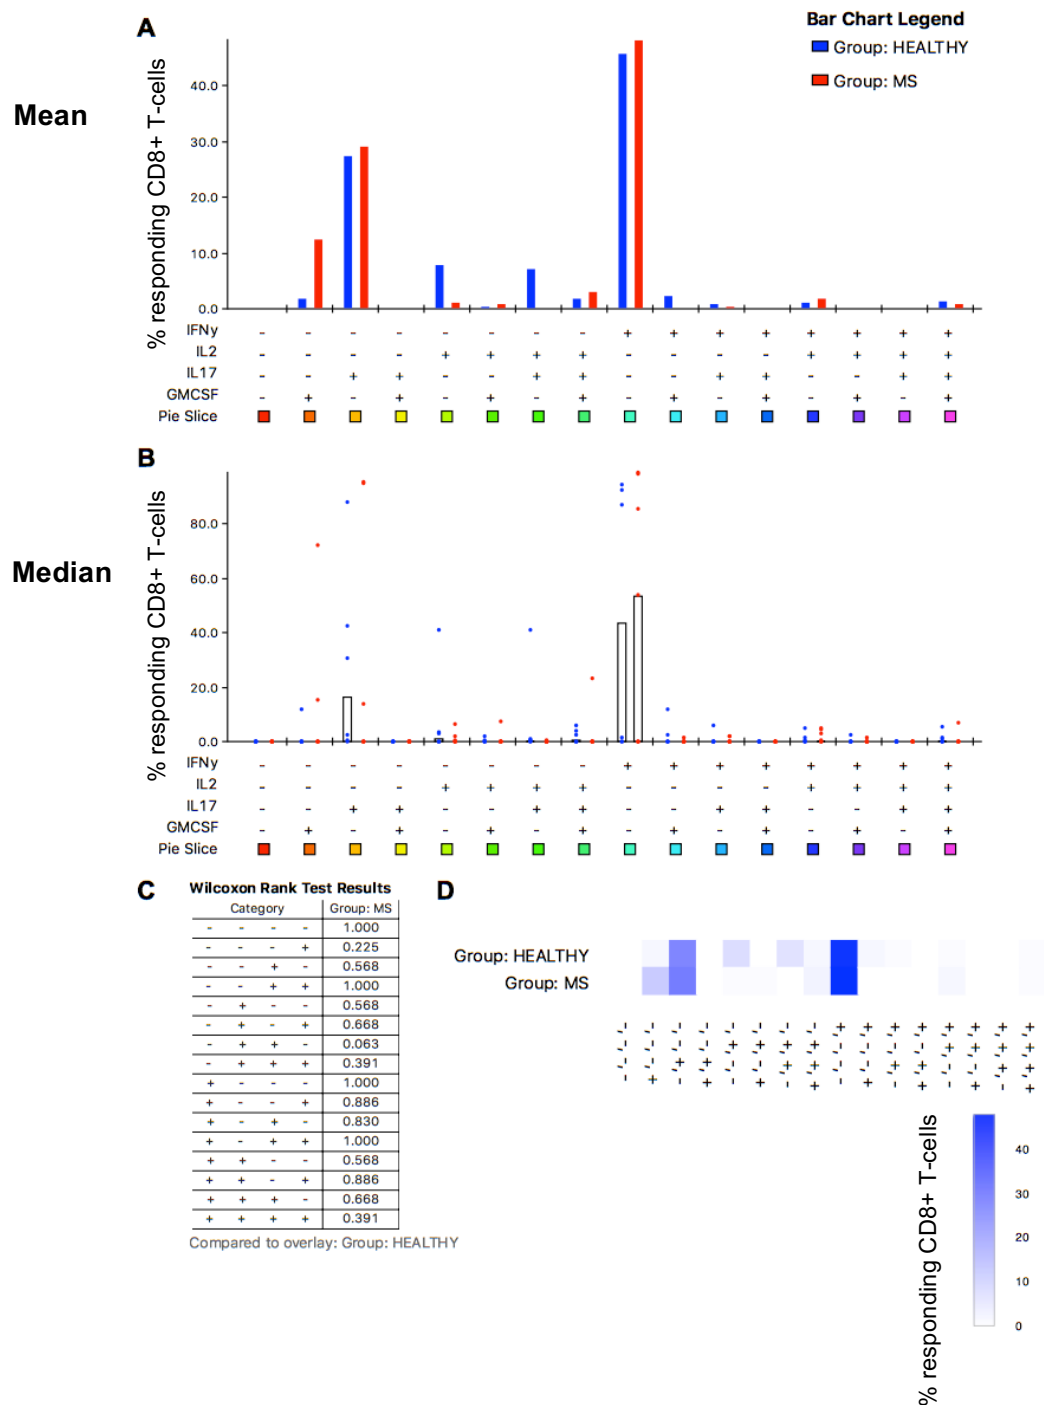 A
Bar Chart Legend
Group: HEALTHY
Group: MS
Mean
% responding CD8+ T-cells
40.0
30.0
20.0
10.0
0.0
IFNy - - - - - - - - + + + + + + + +
IL2 - - - - + + + + - - - - + + + +
IL17 - - + + - - + + - - + + - - + +
GMCSF - + - + - + - + - + - + - + - +
Pie Slice
B
Median
% responding CD8+ T-cells
80.0
60.0
40.0
20.0
0.0
IFNy - - - - - - - - + + + + + + + +
IL2 - - - - + + + + - - - - + + + +
IL17 - - + + - - + + - - + + - - + +
GMCSF - + - + - + - + - + - + - + - +
Pie Slice
C
Wilcoxon Rank Test Results
Category Group: MS
- - - - 1.000
- - - + 0.225
- - + - 0.568
- - + + 1.000
- + - - 0.568
- + - + 0.668
- + + - 0.063
- + + + 0.391
+ - - - 1.000
+ - - + 0.886
+ - + - 0.830
+ - + + 1.000
+ + - - 0.568
+ + - + 0.886
+ + + - 0.668
+ + + + 0.391
Compared to overlay: Group: HEALTHY
D
Group: HEALTHY
Group: MS
-,-,-,-
-,-,-,+
-,-,+,-
-,-,+,+
-,+,-,-
-,+,-,+
-,+,+,-
-,+,+,+
+,-,-,-
+,-,-,+
+,-,+,-
+,-,+,+
+,+,-,-
+,+,-,+
+,+,+,-
+,+,+,+
% responding CD8+ T-cells
40
30
20
10
0